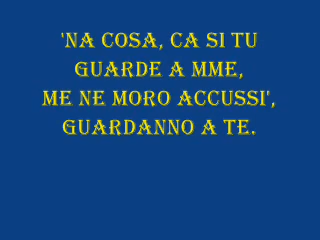 'NA COSA, CA SI TU
GUARDE A MME,
ME NE MORO ACCUSSI',
GUARDANNO A TE.